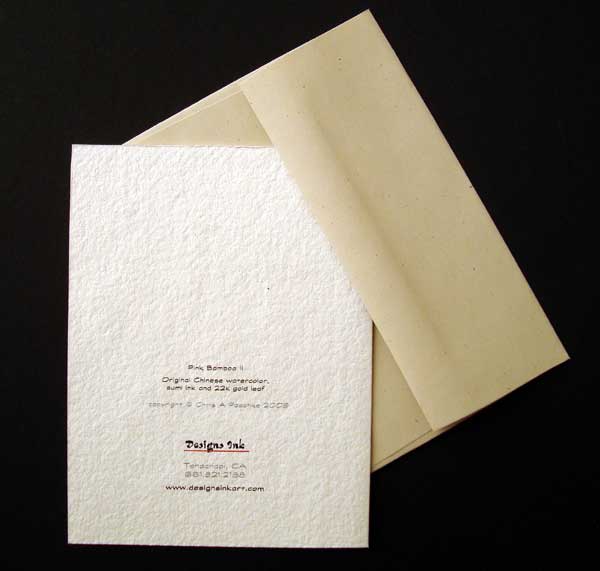 Pink Bamboo II
Original Chinese watercolor,
sumi ink and 22k gold leaf
copyright © Chris A Paschke 2009
Designs Ink
Tehachapi, CA
661.821.2188
www.designsinkart.com